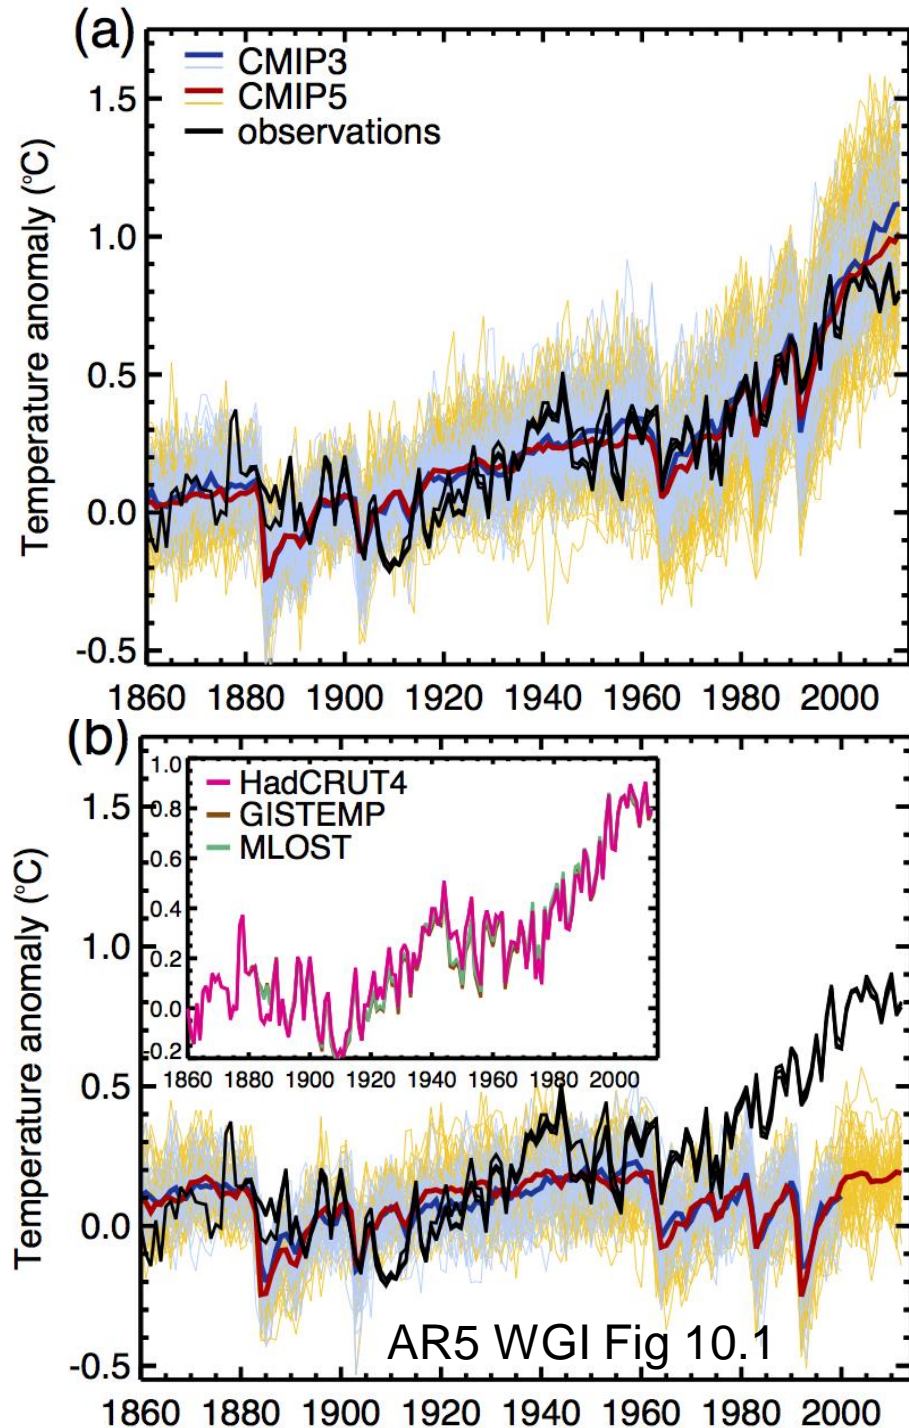 (a)
CMIP3
CMIP5
observations
Temperature anomaly (°C)
1.5
1.0
0.5
0.0
-0.5
1860 1880 1900 1920 1940 1960 1980 2000
(b)
HadCRUT4
GISTEMP
MLOST
1.0
0.8
0.6
0.4
0.2
0.0
-0.2
1860 1880 1900 1920 1940 1960 1980 2000
Temperature anomaly (°C)
1.5
1.0
0.5
0.0
-0.5
AR5 WGI Fig 10.1
1860 1880 1900 1920 1940 1960 1980 2000